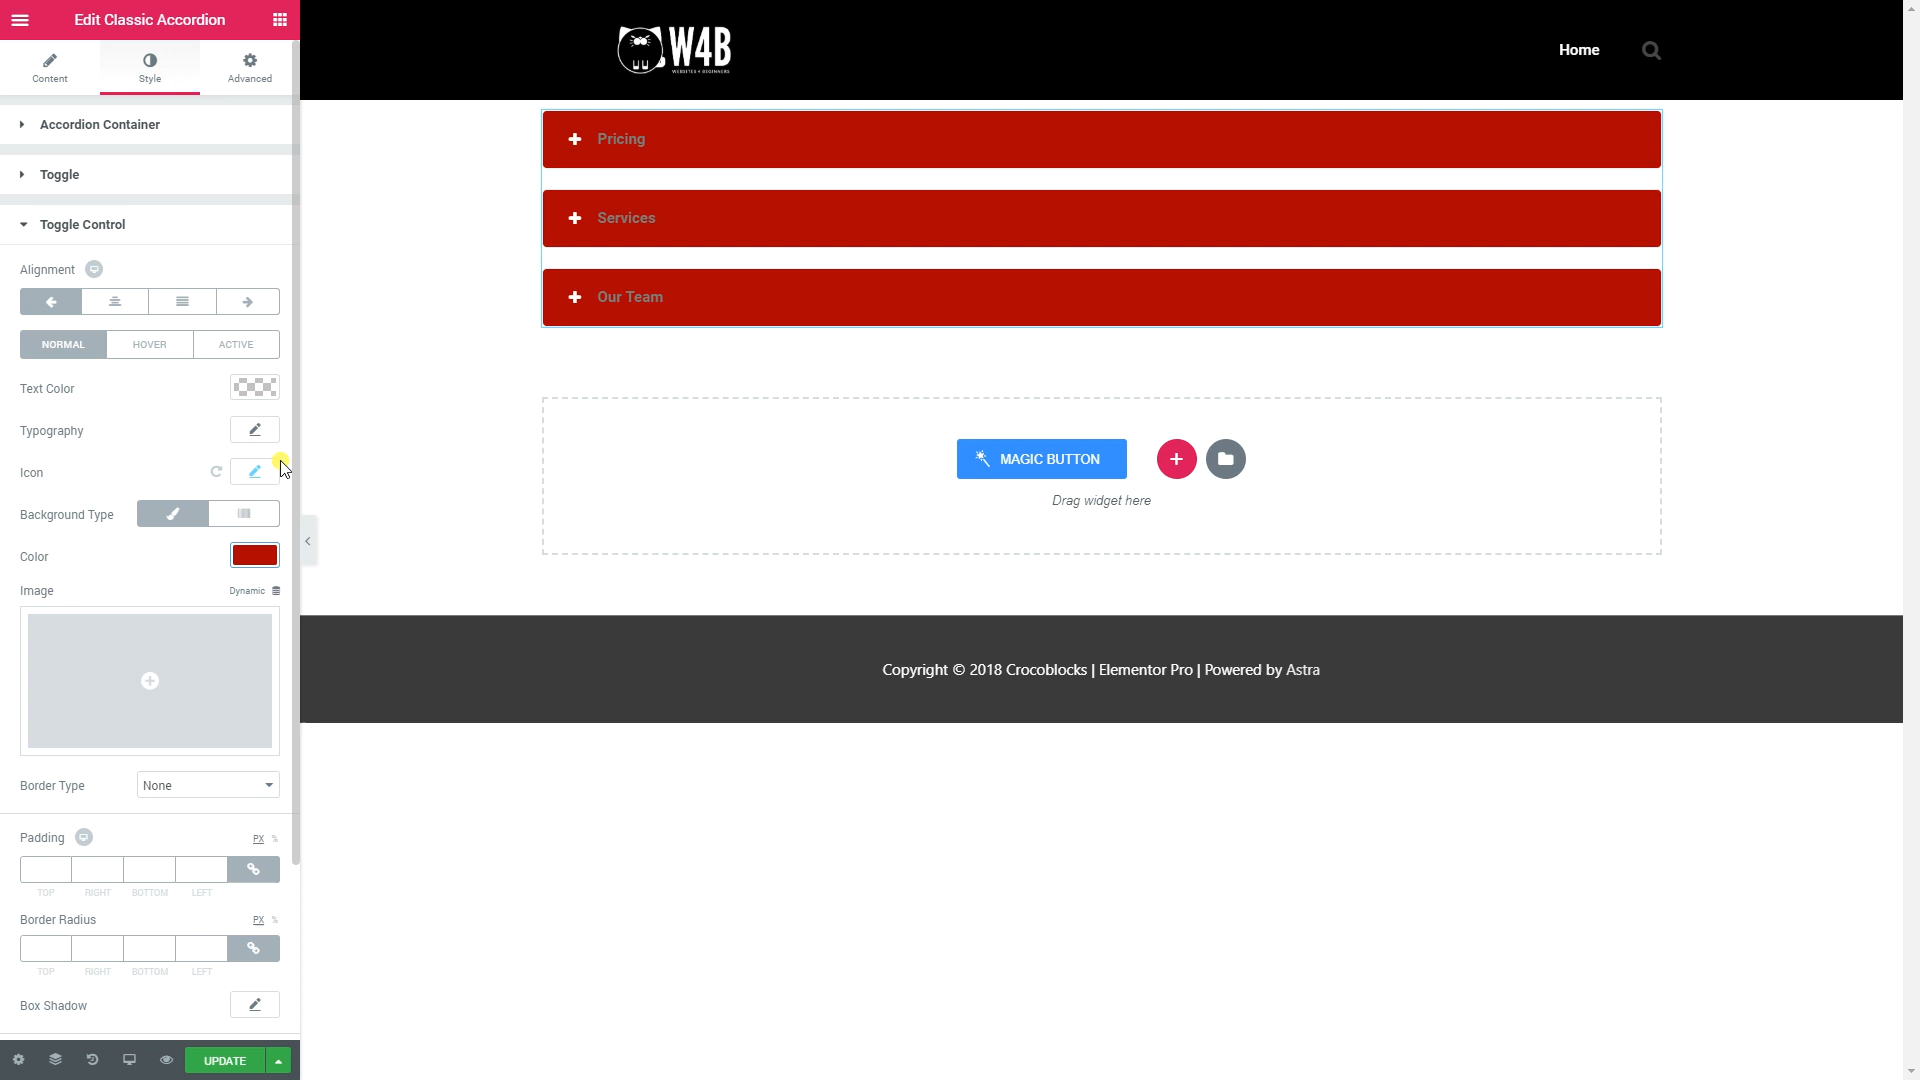 Edit Classic Accordion
Content
Style
Advanced
Accordion Container
Toggle
Toggle Control
Alignment
NORMAL
HOVER
ACTIVE
Text Color
Typography
Icon
Background Type
Color
Image
Dynamic
Border Type
None
Padding
PX %
TOP
RIGHT
BOTTOM
LEFT
Border Radius
PX %
TOP
RIGHT
BOTTOM
LEFT
Box Shadow
UPDATE
W4B
WEBSITES 4 BEGINNERS
Home
Pricing
Services
Our Team
MAGIC BUTTON
Drag widget here
Copyright © 2018 Crocoblocks | Elementor Pro | Powered by Astra